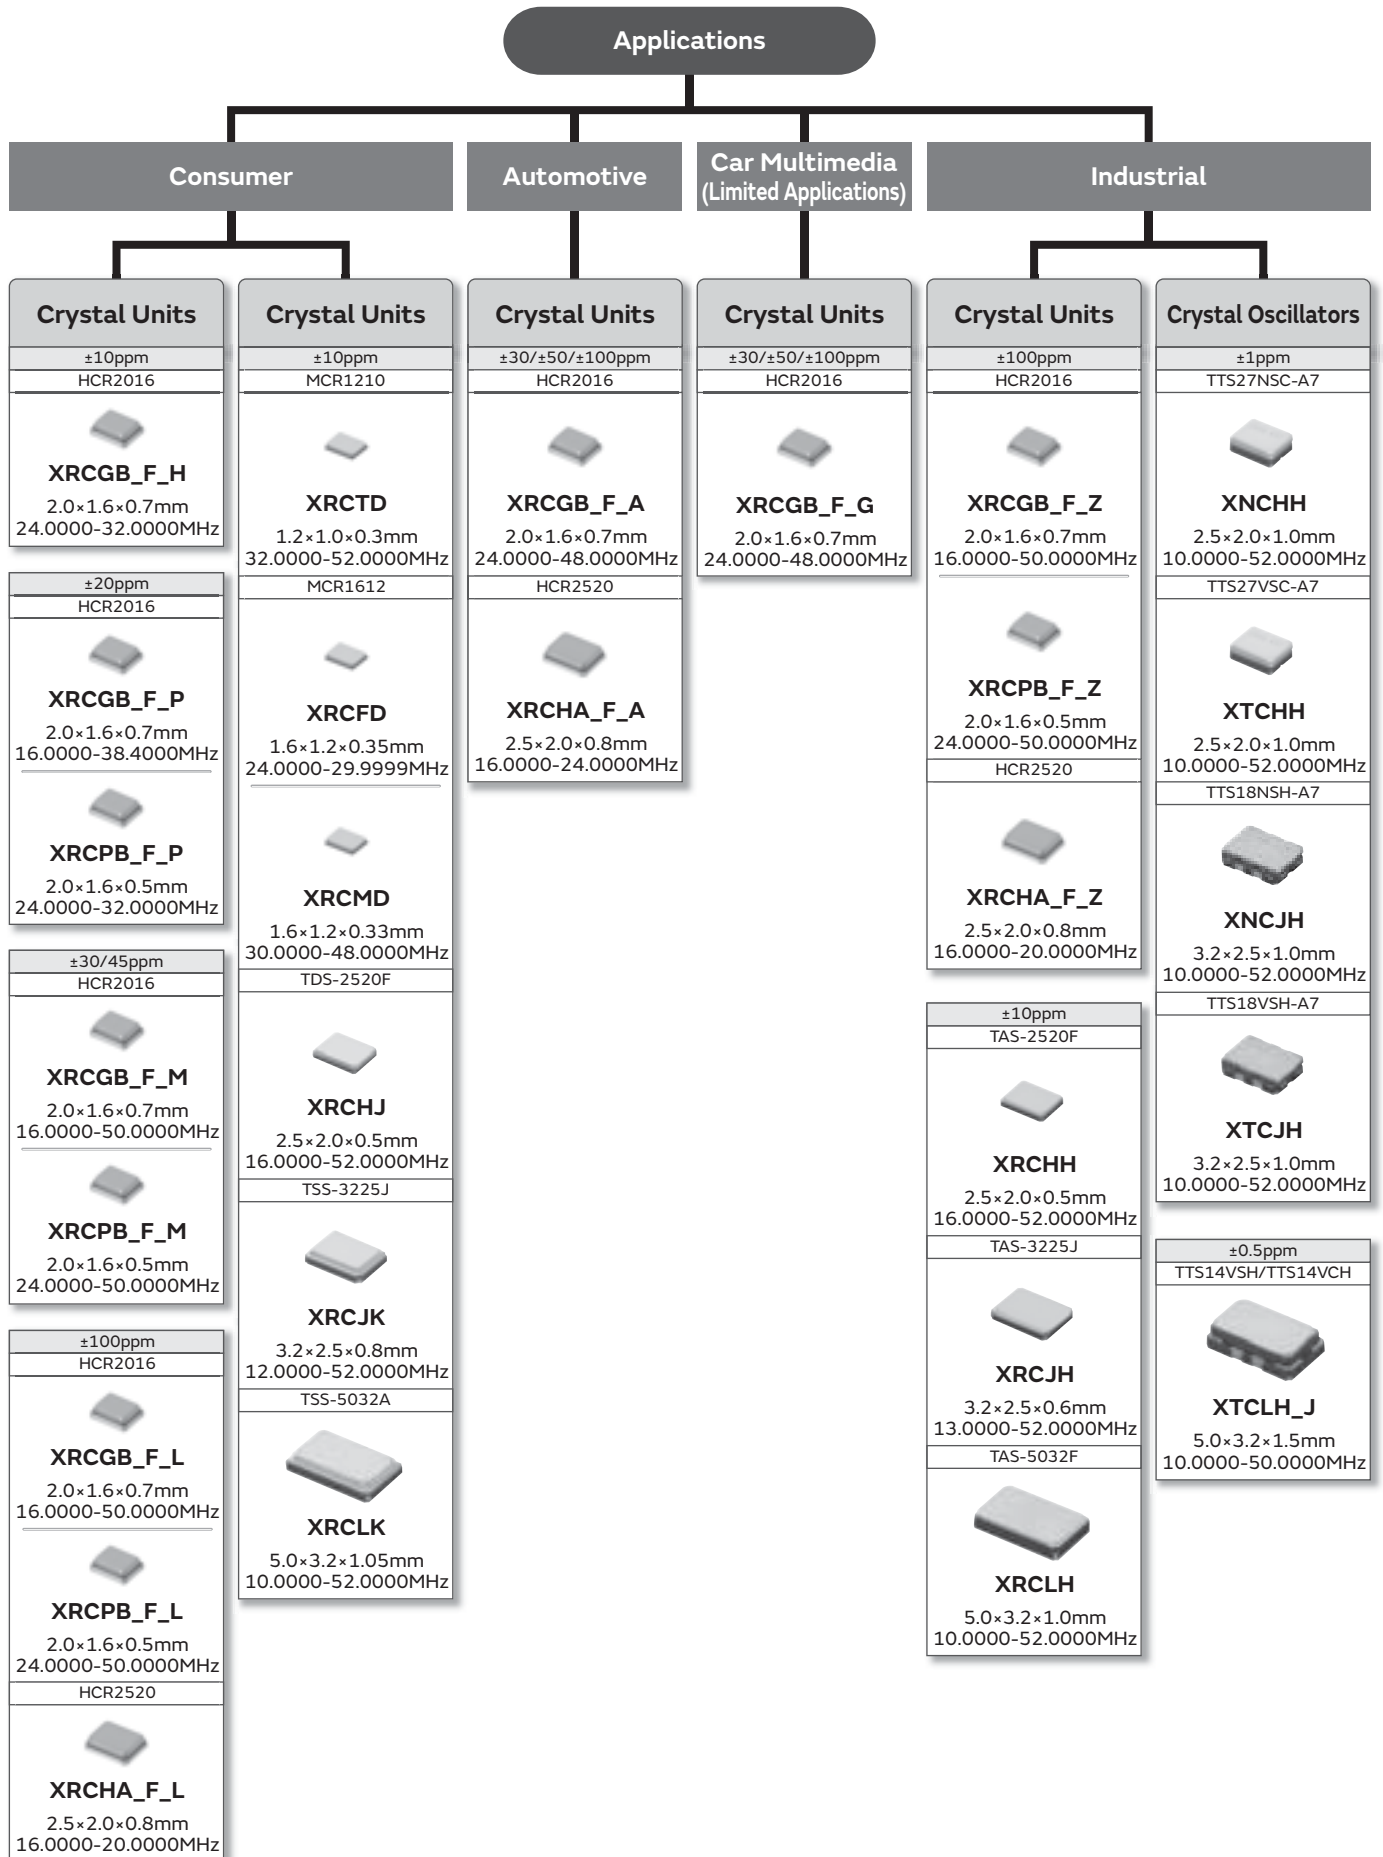 Applications
Consumer
Automotive
Car Multimedia
(Limited Applications)
Industrial
Crystal Units
±10ppm
HCR2016
XRCGB_F_H
2.0×1.6×0.7mm
24.0000-32.0000MHz
±20ppm
HCR2016
XRCGB_F_P
2.0×1.6×0.7mm
16.0000-38.4000MHz
XRCPB_F_P
2.0×1.6×0.5mm
24.0000-32.0000MHz
±30/45ppm
HCR2016
XRCGB_F_M
2.0×1.6×0.7mm
16.0000-50.0000MHz
XRCPB_F_M
2.0×1.6×0.5mm
24.0000-50.0000MHz
±100ppm
HCR2016
XRCGB_F_L
2.0×1.6×0.7mm
16.0000-50.0000MHz
XRCPB_F_L
2.0×1.6×0.5mm
24.0000-50.0000MHz
HCR2520
XRCHA_F_L
2.5×2.0×0.8mm
16.0000-20.0000MHz
Crystal Units
±10ppm
MCR1210
XRCTD
1.2×1.0×0.3mm
32.0000-52.0000MHz
MCR1612
XRCFD
1.6×1.2×0.35mm
24.0000-29.9999MHz
XRCMD
1.6×1.2×0.33mm
30.0000-48.0000MHz
TDS-2520F
XRCHJ
2.5×2.0×0.5mm
16.0000-52.0000MHz
TSS-3225J
XRCJK
3.2×2.5×0.8mm
12.0000-52.0000MHz
TSS-5032A
XRCLK
5.0×3.2×1.05mm
10.0000-52.0000MHz
Crystal Units
±30/±50/±100ppm
HCR2016
XRCGB_F_A
2.0×1.6×0.7mm
24.0000-48.0000MHz
HCR2520
XRCHA_F_A
2.5×2.0×0.8mm
16.0000-24.0000MHz
Crystal Units
±30/±50/±100ppm
HCR2016
XRCGB_F_G
2.0×1.6×0.7mm
24.0000-48.0000MHz
Crystal Units
±100ppm
HCR2016
XRCGB_F_Z
2.0×1.6×0.7mm
16.0000-50.0000MHz
XRCPB_F_Z
2.0×1.6×0.5mm
24.0000-50.0000MHz
HCR2520
XRCHA_F_Z
2.5×2.0×0.8mm
16.0000-20.0000MHz
±10ppm
TAS-2520F
XRCHH
2.5×2.0×0.5mm
16.0000-52.0000MHz
TAS-3225J
XRCJH
3.2×2.5×0.6mm
13.0000-52.0000MHz
TAS-5032F
XRCLH
5.0×3.2×1.0mm
10.0000-52.0000MHz
Crystal Oscillators
±1ppm
TTS27NSC-A7
XNCHH
2.5×2.0×1.0mm
10.0000-52.0000MHz
TTS27VSC-A7
XTCHH
2.5×2.0×1.0mm
10.0000-52.0000MHz
TTS18NSH-A7
XNCJH
3.2×2.5×1.0mm
10.0000-52.0000MHz
TTS18VSH-A7
XTCJH
3.2×2.5×1.0mm
10.0000-52.0000MHz
±0.5ppm
TTS14VSH/TTS14VCH
XTCLH_J
5.0×3.2×1.5mm
10.0000-50.0000MHz